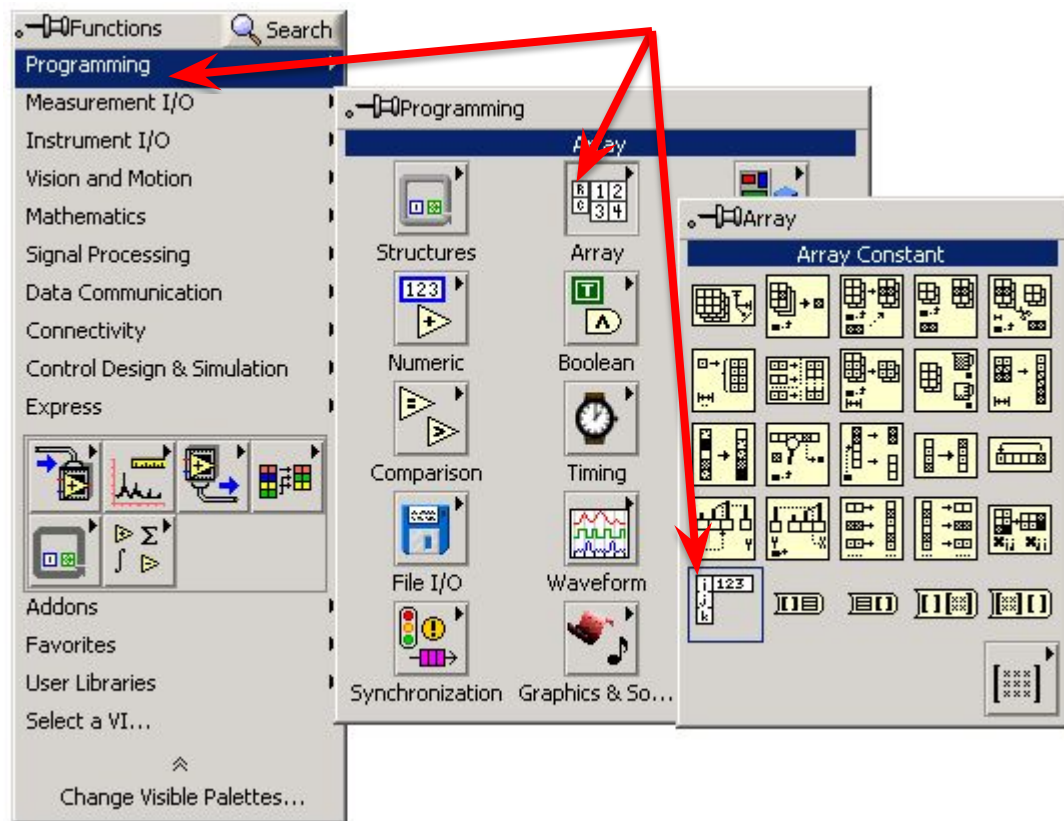 Functions
Search
Programming
Measurement I/O
Instrument I/O
Vision and Motion
Mathematics
Signal Processing
Data Communication
Connectivity
Control Design & Simulation
Express
Addons
Favorites
User Libraries
Select a VI...
Change Visible Palettes...
Programming
Array
Structures
Array
Numeric
Boolean
Comparison
Timing
File I/O
Waveform
Synchronization
Graphics & So...
Array
Array Constant